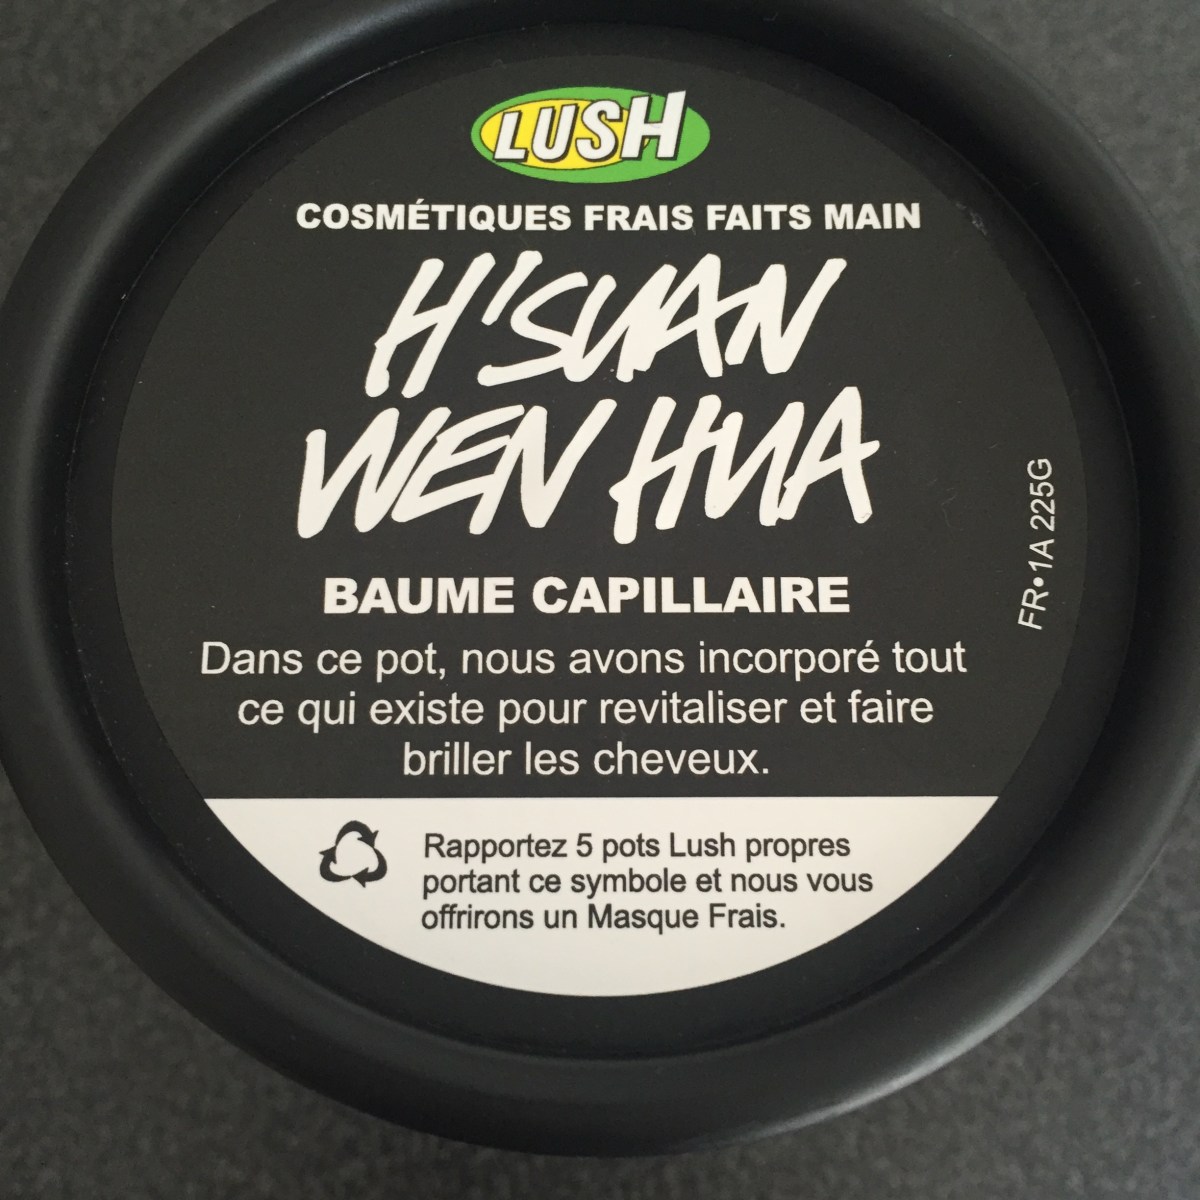 LUSH
COSMÉTIQUES FRAIS FAITS MAIN
H'SUAN
WEN HUA
BAUME CAPILLAIRE
Dans ce pot, nous avons incorporé tout
ce qui existe pour revitaliser et faire
briller les cheveux.
Rapportez 5 pots Lush propres
portant ce symbole et nous vous
offrirons un Masque Frais.
FR•1A 225G